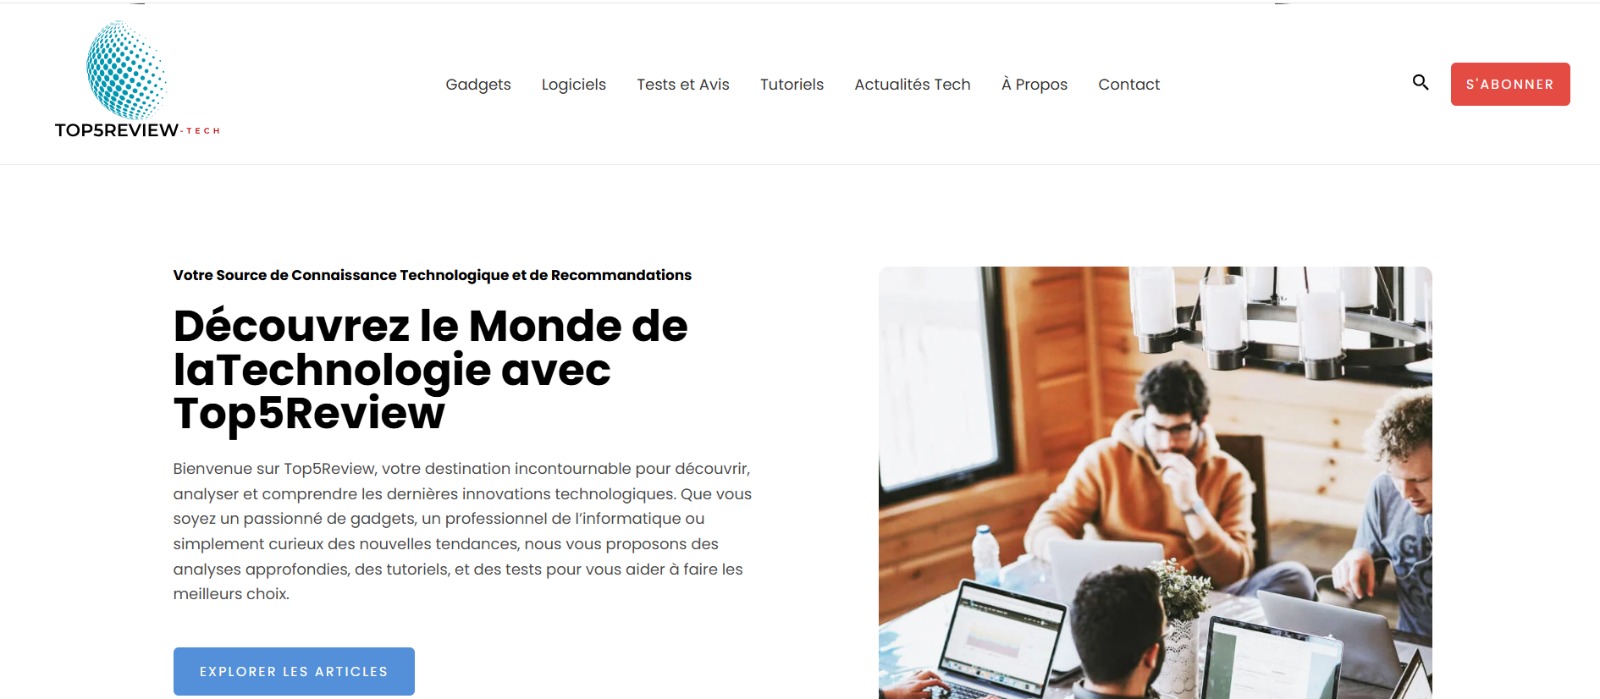 TOP5REVIEW-TECH
Gadgets
Logiciels
Tests et Avis
Tutoriels
Actualités Tech
À Propos
Contact
S'ABONNER
Votre Source de Connaissance Technologique et de Recommandations
Découvrez le Monde de
laTechnologie avec
Top5Review
Bienvenue sur Top5Review, votre destination incontournable pour découvrir,
analyser et comprendre les dernières innovations technologiques. Que vous
soyez un passionné de gadgets, un professionnel de l’informatique ou
simplement curieux des nouvelles tendances, nous vous proposons des
analyses approfondies, des tutoriels, et des tests pour vous aider à faire les
meilleurs choix.
EXPLORER LES ARTICLES